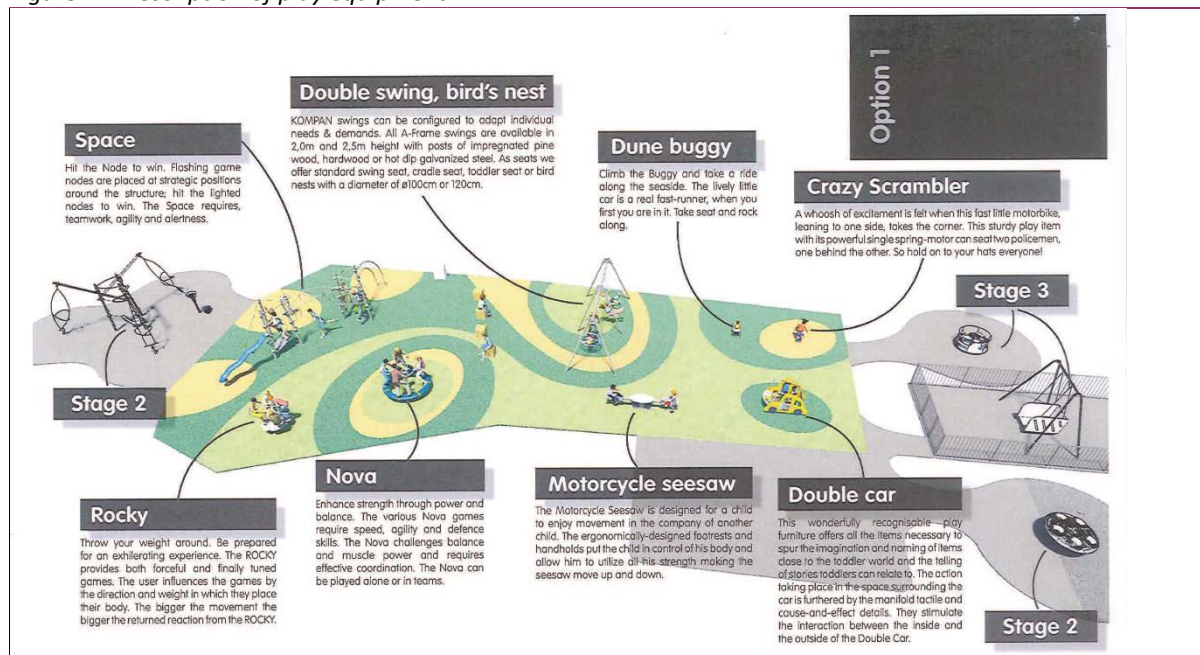 Option 1
Double swing, bird's nest
KOMPAN swings can be configured to adapt individual
needs & demands. All A-Frame swings are available in
2,0m and 2,5m height with posts of impregnated pine
wood, hardwood or hot dip galvanized steel. As seats we
offer standard swing seat, cradle seat, toddler seat or bird
nests with a diameter of ø100cm or 120cm.
Space
Hit the Node to win. Flashing game
nodes are placed at strategic positions
around the structure; hit the lighted
nodes to win. The Space requires,
teamwork, agility and alertness.
Dune buggy
Climb the Buggy and take a ride
along the seaside. The lively little
car is a real fast-runner, when you
first you are in it. Take seat and rock
along.
Crazy Scrambler
A whoosh of excitement is felt when this fast little motorbike,
leaning to one side, takes the corner. This sturdy play item
with its powerful single spring-motor can seat two policemen,
one behind the other. So hold on to your hats everyone!
Stage 3
Stage 2
Rocky
Throw your weight around. Be prepared
for an exhilerating experience. The ROCKY
provides both forceful and finally tuned
games. The user influences the games by
the direction and weight in which they place
their body. The bigger the movement the
bigger the returned reaction from the ROCKY.
Nova
Enhance strength through power and
balance. The various Nova games
require speed, agility and defence
skills. The Nova challenges balance
and muscle power and requires
effective coordination. The Nova can
be played alone or in teams.
Motorcycle seesaw
The Motorcycle Seesaw is designed for a child
to enjoy movement in the company of another
child. The ergonomically-designed footrests and
handholds put the child in control of his body and
allow him to utilize all his strength making the
seesaw move up and down.
Double car
This wonderfully recognisable play
furniture offers all the items necessary to
spur the imagination and naming of items
close to the toddler world and the telling
of stories toddlers can relate to. The action
taking place in the space surrounding the
car is furthered by the manifold tactile and
cause-and-effect details. They stimulate
the interaction between the inside and
the outside of the Double Car.
Stage 2